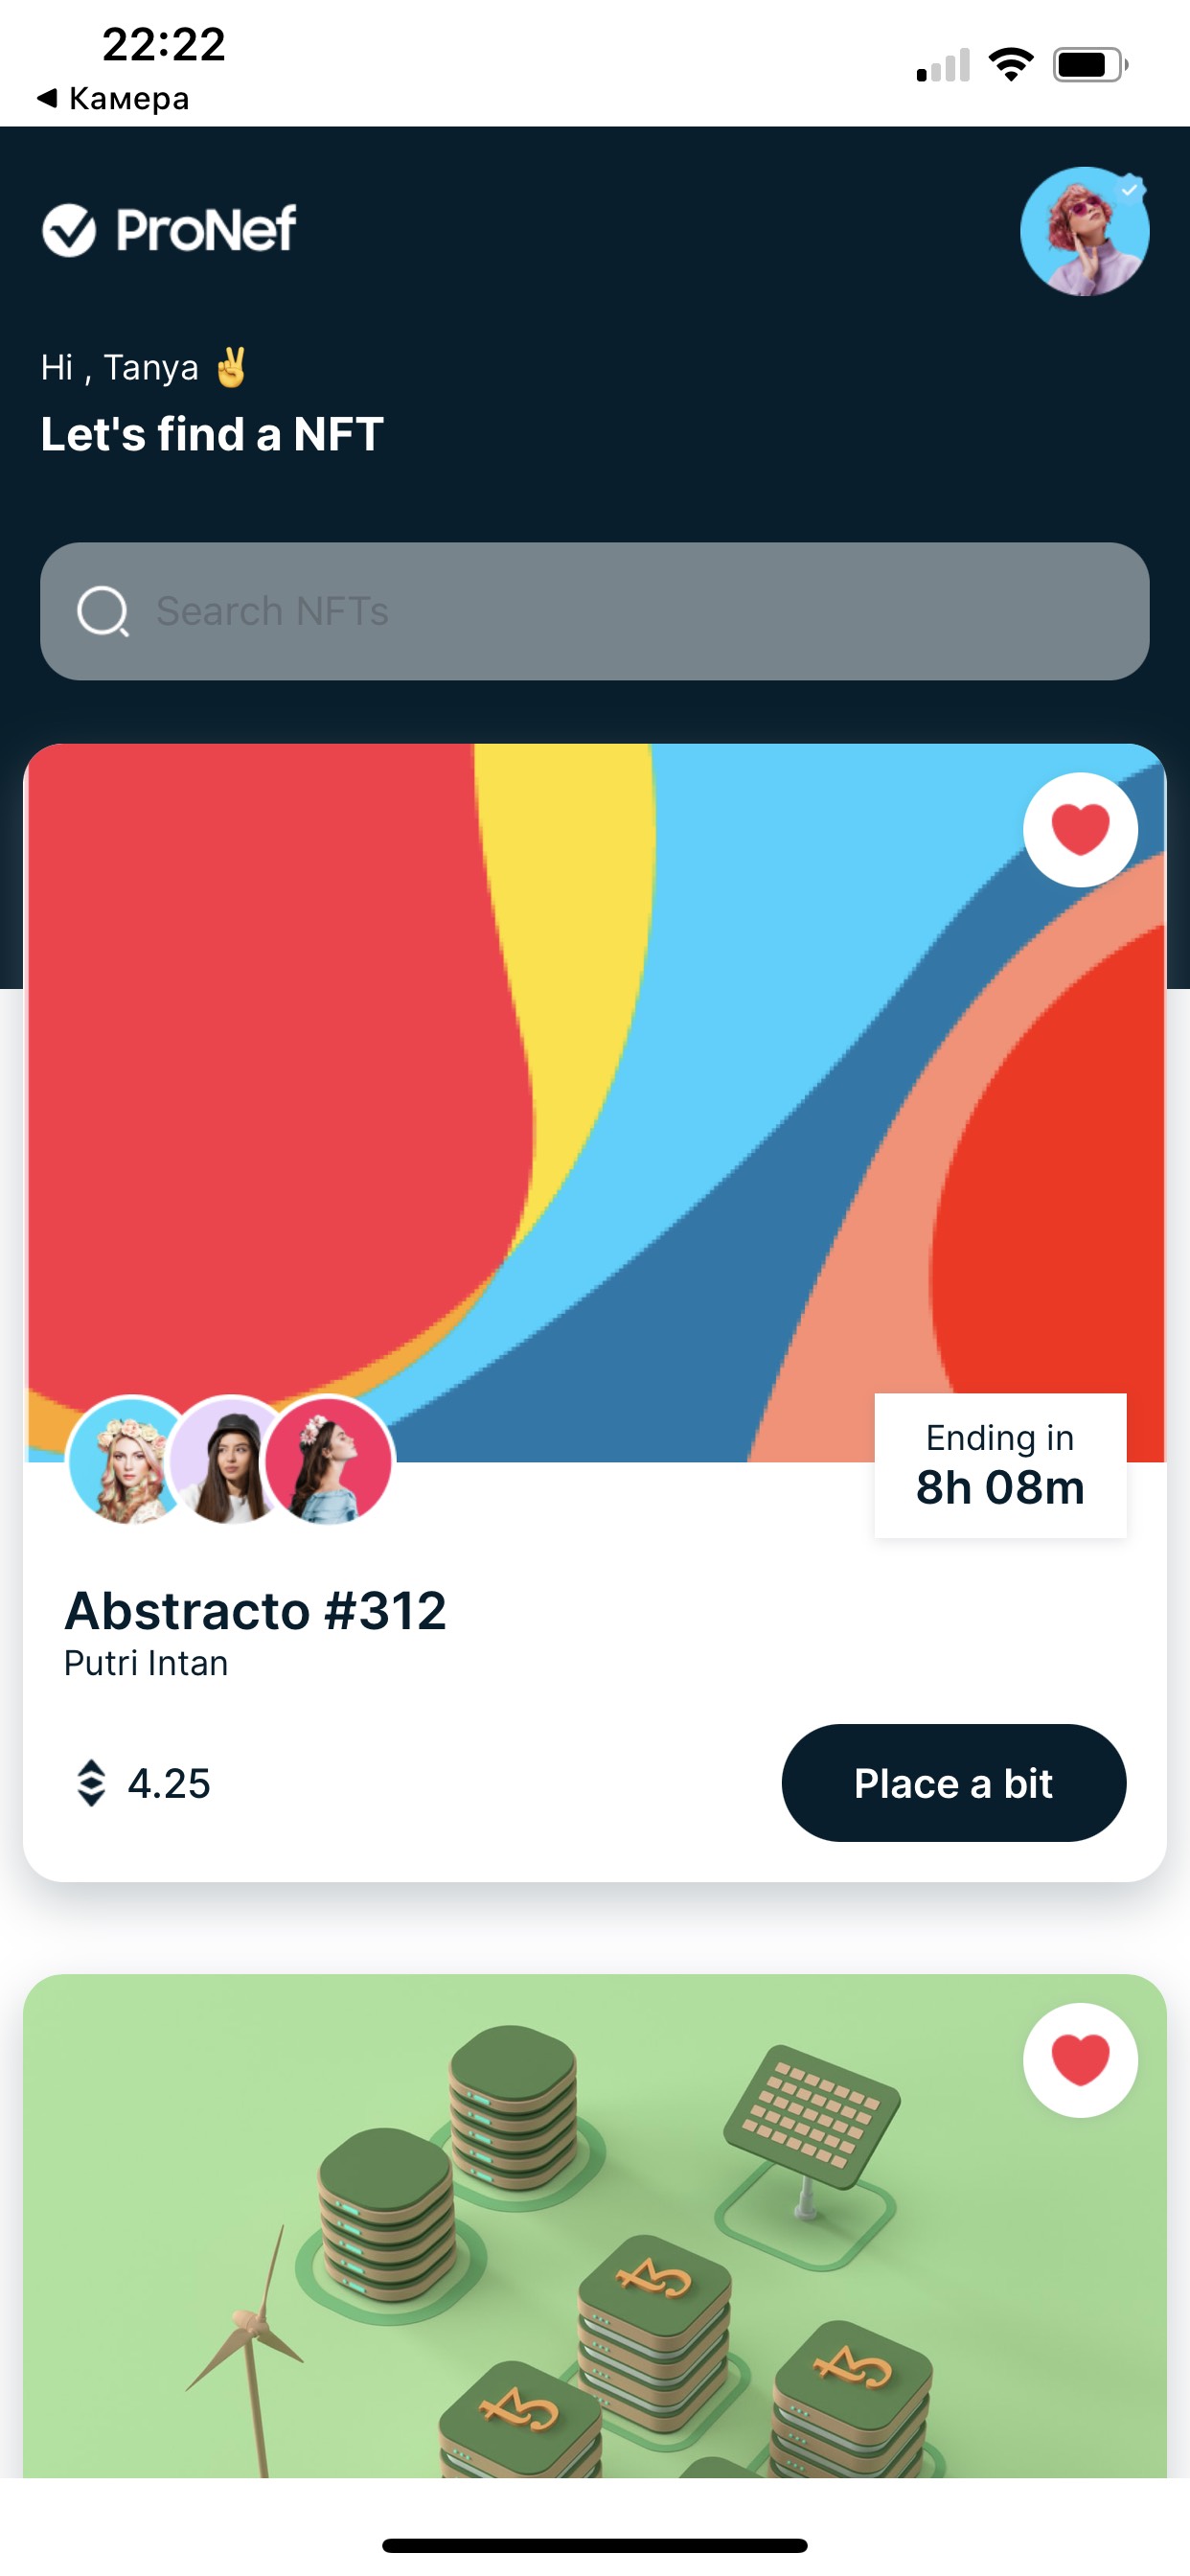 22:22
◀ Камера
ProNef
Hi , Tanya ✌️
Let's find a NFT
Search NFTs
Ending in
8h 08m
Abstracto #312
Putri Intan
4.25
Place a bit